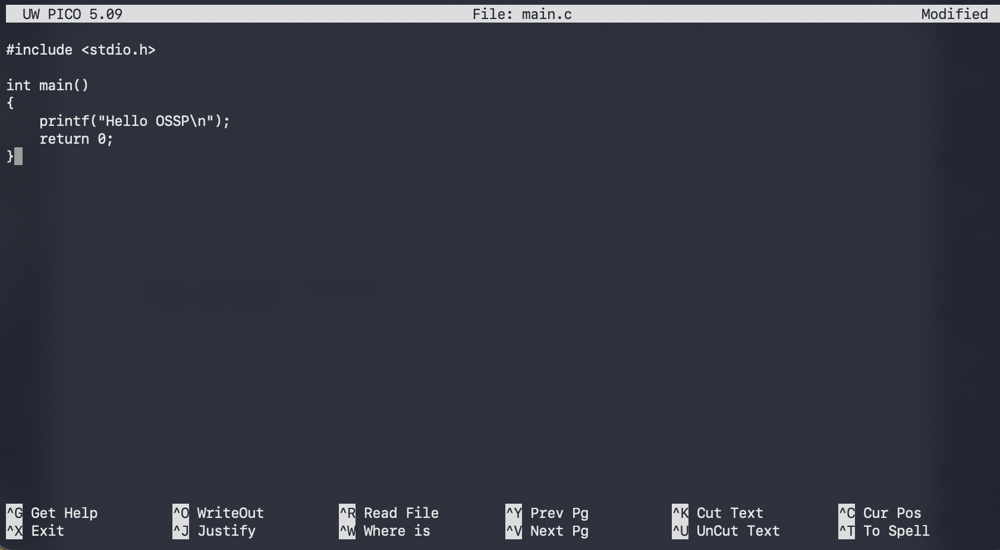 UW PICO 5.09 File: main.c Modified
#include <stdio.h>
int main()
{
    printf("Hello OSSP\n");
    return 0;
}
^G Get Help ^O WriteOut ^R Read File ^Y Prev Pg ^K Cut Text ^C Cur Pos
^X Exit ^J Justify ^W Where is ^V Next Pg ^U UnCut Text ^T To Spell